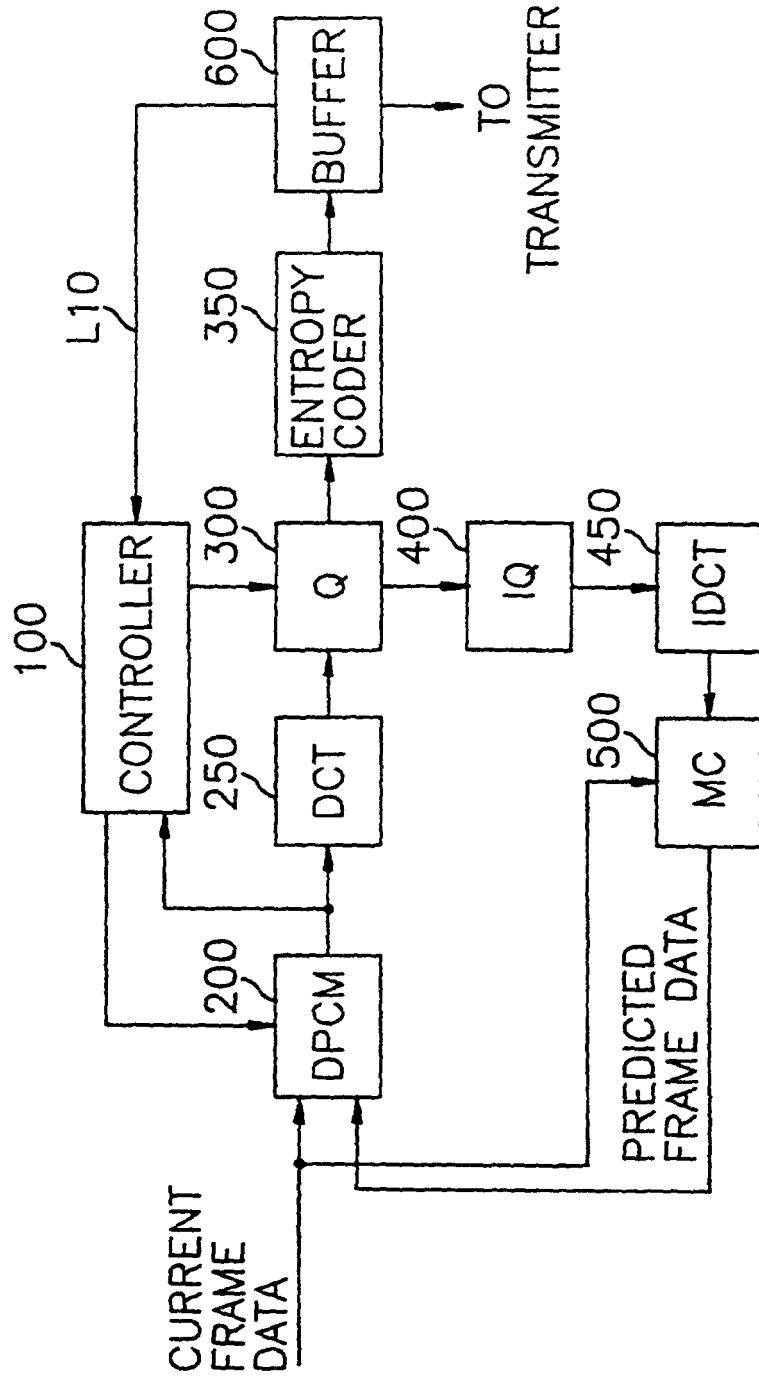 100
L10
CONTROLLER
600
200
250
300
350
DPCM
DCT
Q
ENTROPY
CODER
BUFFER
CURRENT
FRAME
DATA
400
IQ
TO
TRANSMITTER
PREDICTED
FRAME DATA
500
450
MC
IDCT